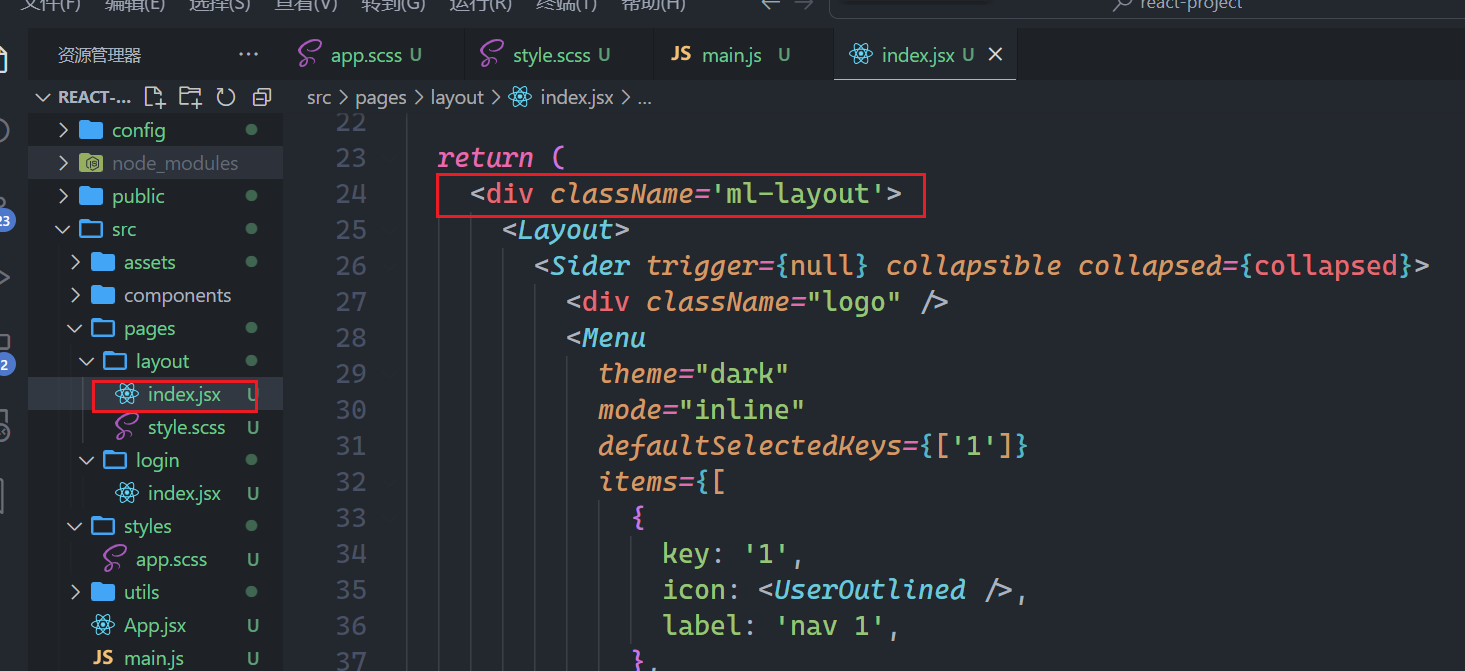 文件(F) 编辑(E) 选择(S) 查看(V) 转到(G) 运行(R) 终端(T) 帮助(H) react-project
资源管理器 ... app.scss U style.scss U JS main.js U index.jsx U
REACT-... src > pages > layout > index.jsx > ...
config
node_modules
public
src
assets
components
pages
layout
index.jsx U
style.scss U
login
index.jsx U
styles
app.scss U
utils
App.jsx U
JS main.js U
23
2
22
23 return (
24 <div className='ml-layout'>
25 <Layout>
26 <Sider trigger={null} collapsible collapsed={collapsed}>
27 <div className="logo" />
28 <Menu
29 theme="dark"
30 mode="inline"
31 defaultSelectedKeys={['1']}
32 items={[
33 {
34 key: '1',
35 icon: <UserOutlined />,
36 label: 'nav 1',
37 },